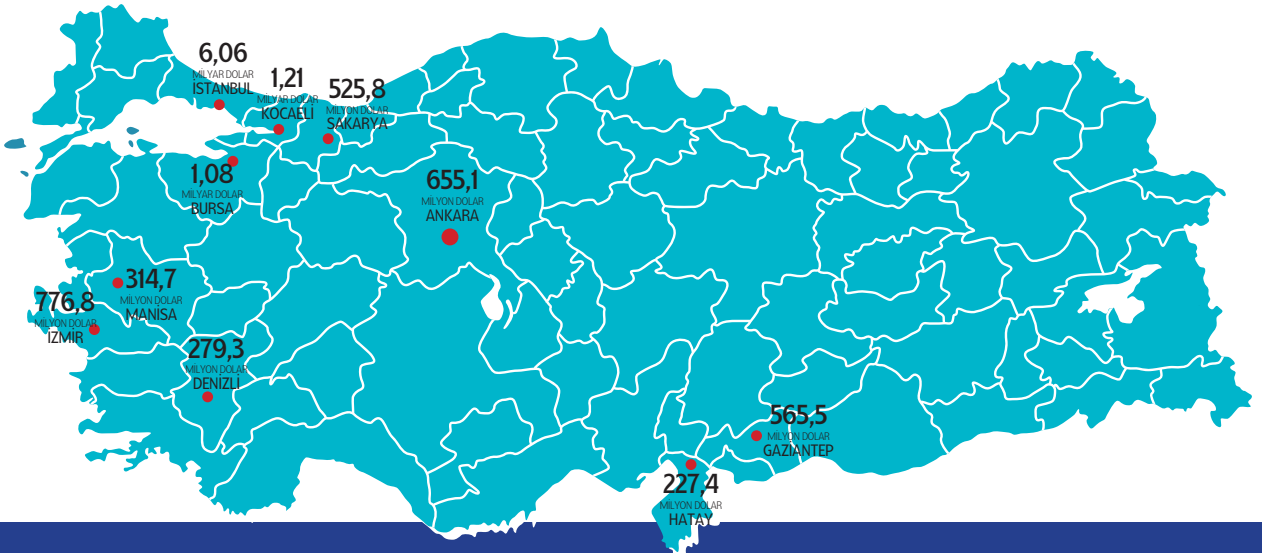 6,06
MİLYAR DOLAR
İSTANBUL
1,21
MİLYAR DOLAR
KOCAELİ
525,8
MİLYON DOLAR
SAKARYA
1,08
MİLYAR DOLAR
BURSA
655,1
MİLYON DOLAR
ANKARA
314,7
MİLYON DOLAR
MANİSA
776,8
MİLYON DOLAR
İZMİR
279,3
MİLYON DOLAR
DENİZLİ
565,5
MİLYON DOLAR
GAZİANTEP
227,4
MİLYON DOLAR
HATAY